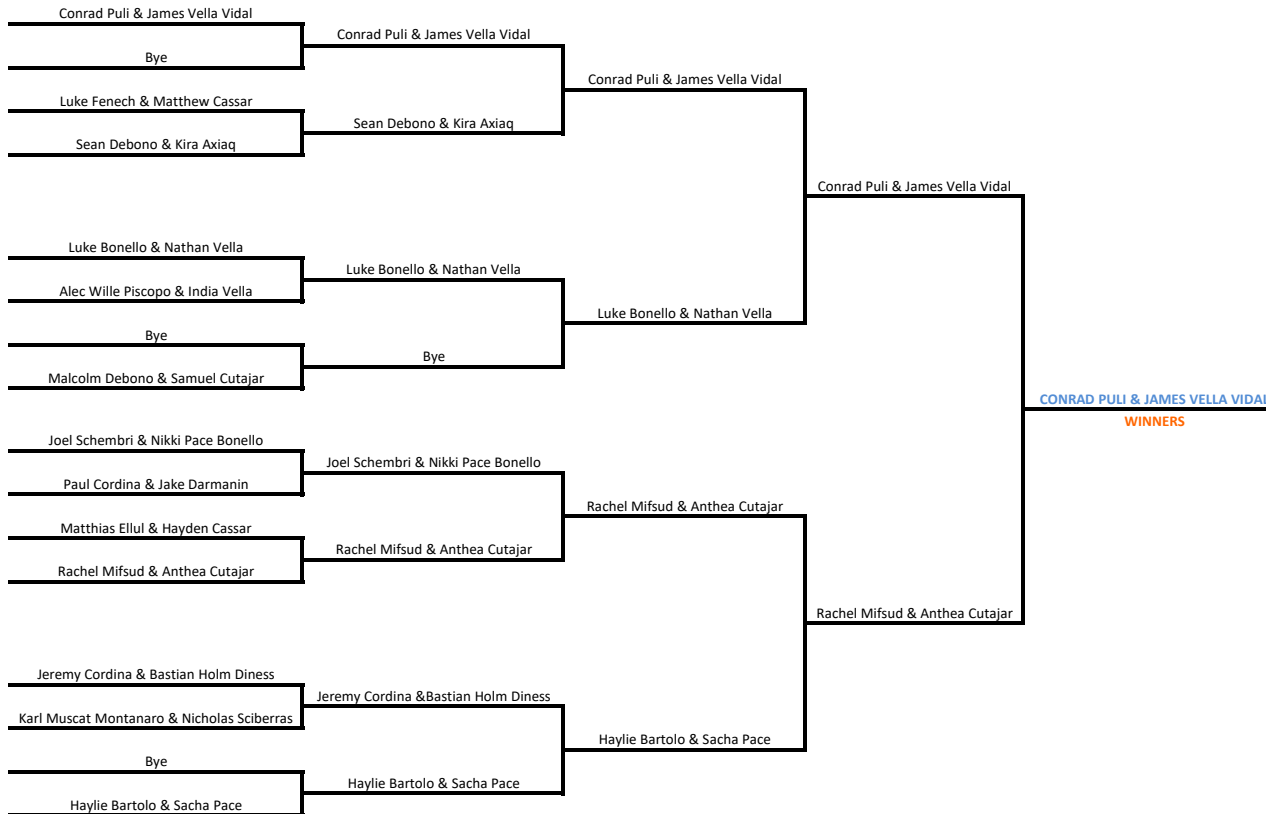 Conrad Puli & James Vella Vidal
Bye
Luke Fenech & Matthew Cassar
Sean Debono & Kira Axiaq
Luke Bonello & Nathan Vella
Alec Wille Piscopo & India Vella
Bye
Malcolm Debono & Samuel Cutajar
Joel Schembri & Nikki Pace Bonello
Paul Cordina & Jake Darmanin
Matthias Ellul & Hayden Cassar
Rachel Mifsud & Anthea Cutajar
Jeremy Cordina & Bastian Holm Diness
Karl Muscat Montanaro & Nicholas Sciberras
Bye
Haylie Bartolo & Sacha Pace
Conrad Puli & James Vella Vidal
Sean Debono & Kira Axiaq
Luke Bonello & Nathan Vella
Bye
Joel Schembri & Nikki Pace Bonello
Rachel Mifsud & Anthea Cutajar
Jeremy Cordina &Bastian Holm Diness
Haylie Bartolo & Sacha Pace
Conrad Puli & James Vella Vidal
Luke Bonello & Nathan Vella
Rachel Mifsud & Anthea Cutajar
Haylie Bartolo & Sacha Pace
Conrad Puli & James Vella Vidal
Rachel Mifsud & Anthea Cutajar
CONRAD PULI & JAMES VELLA VIDAL
WINNERS